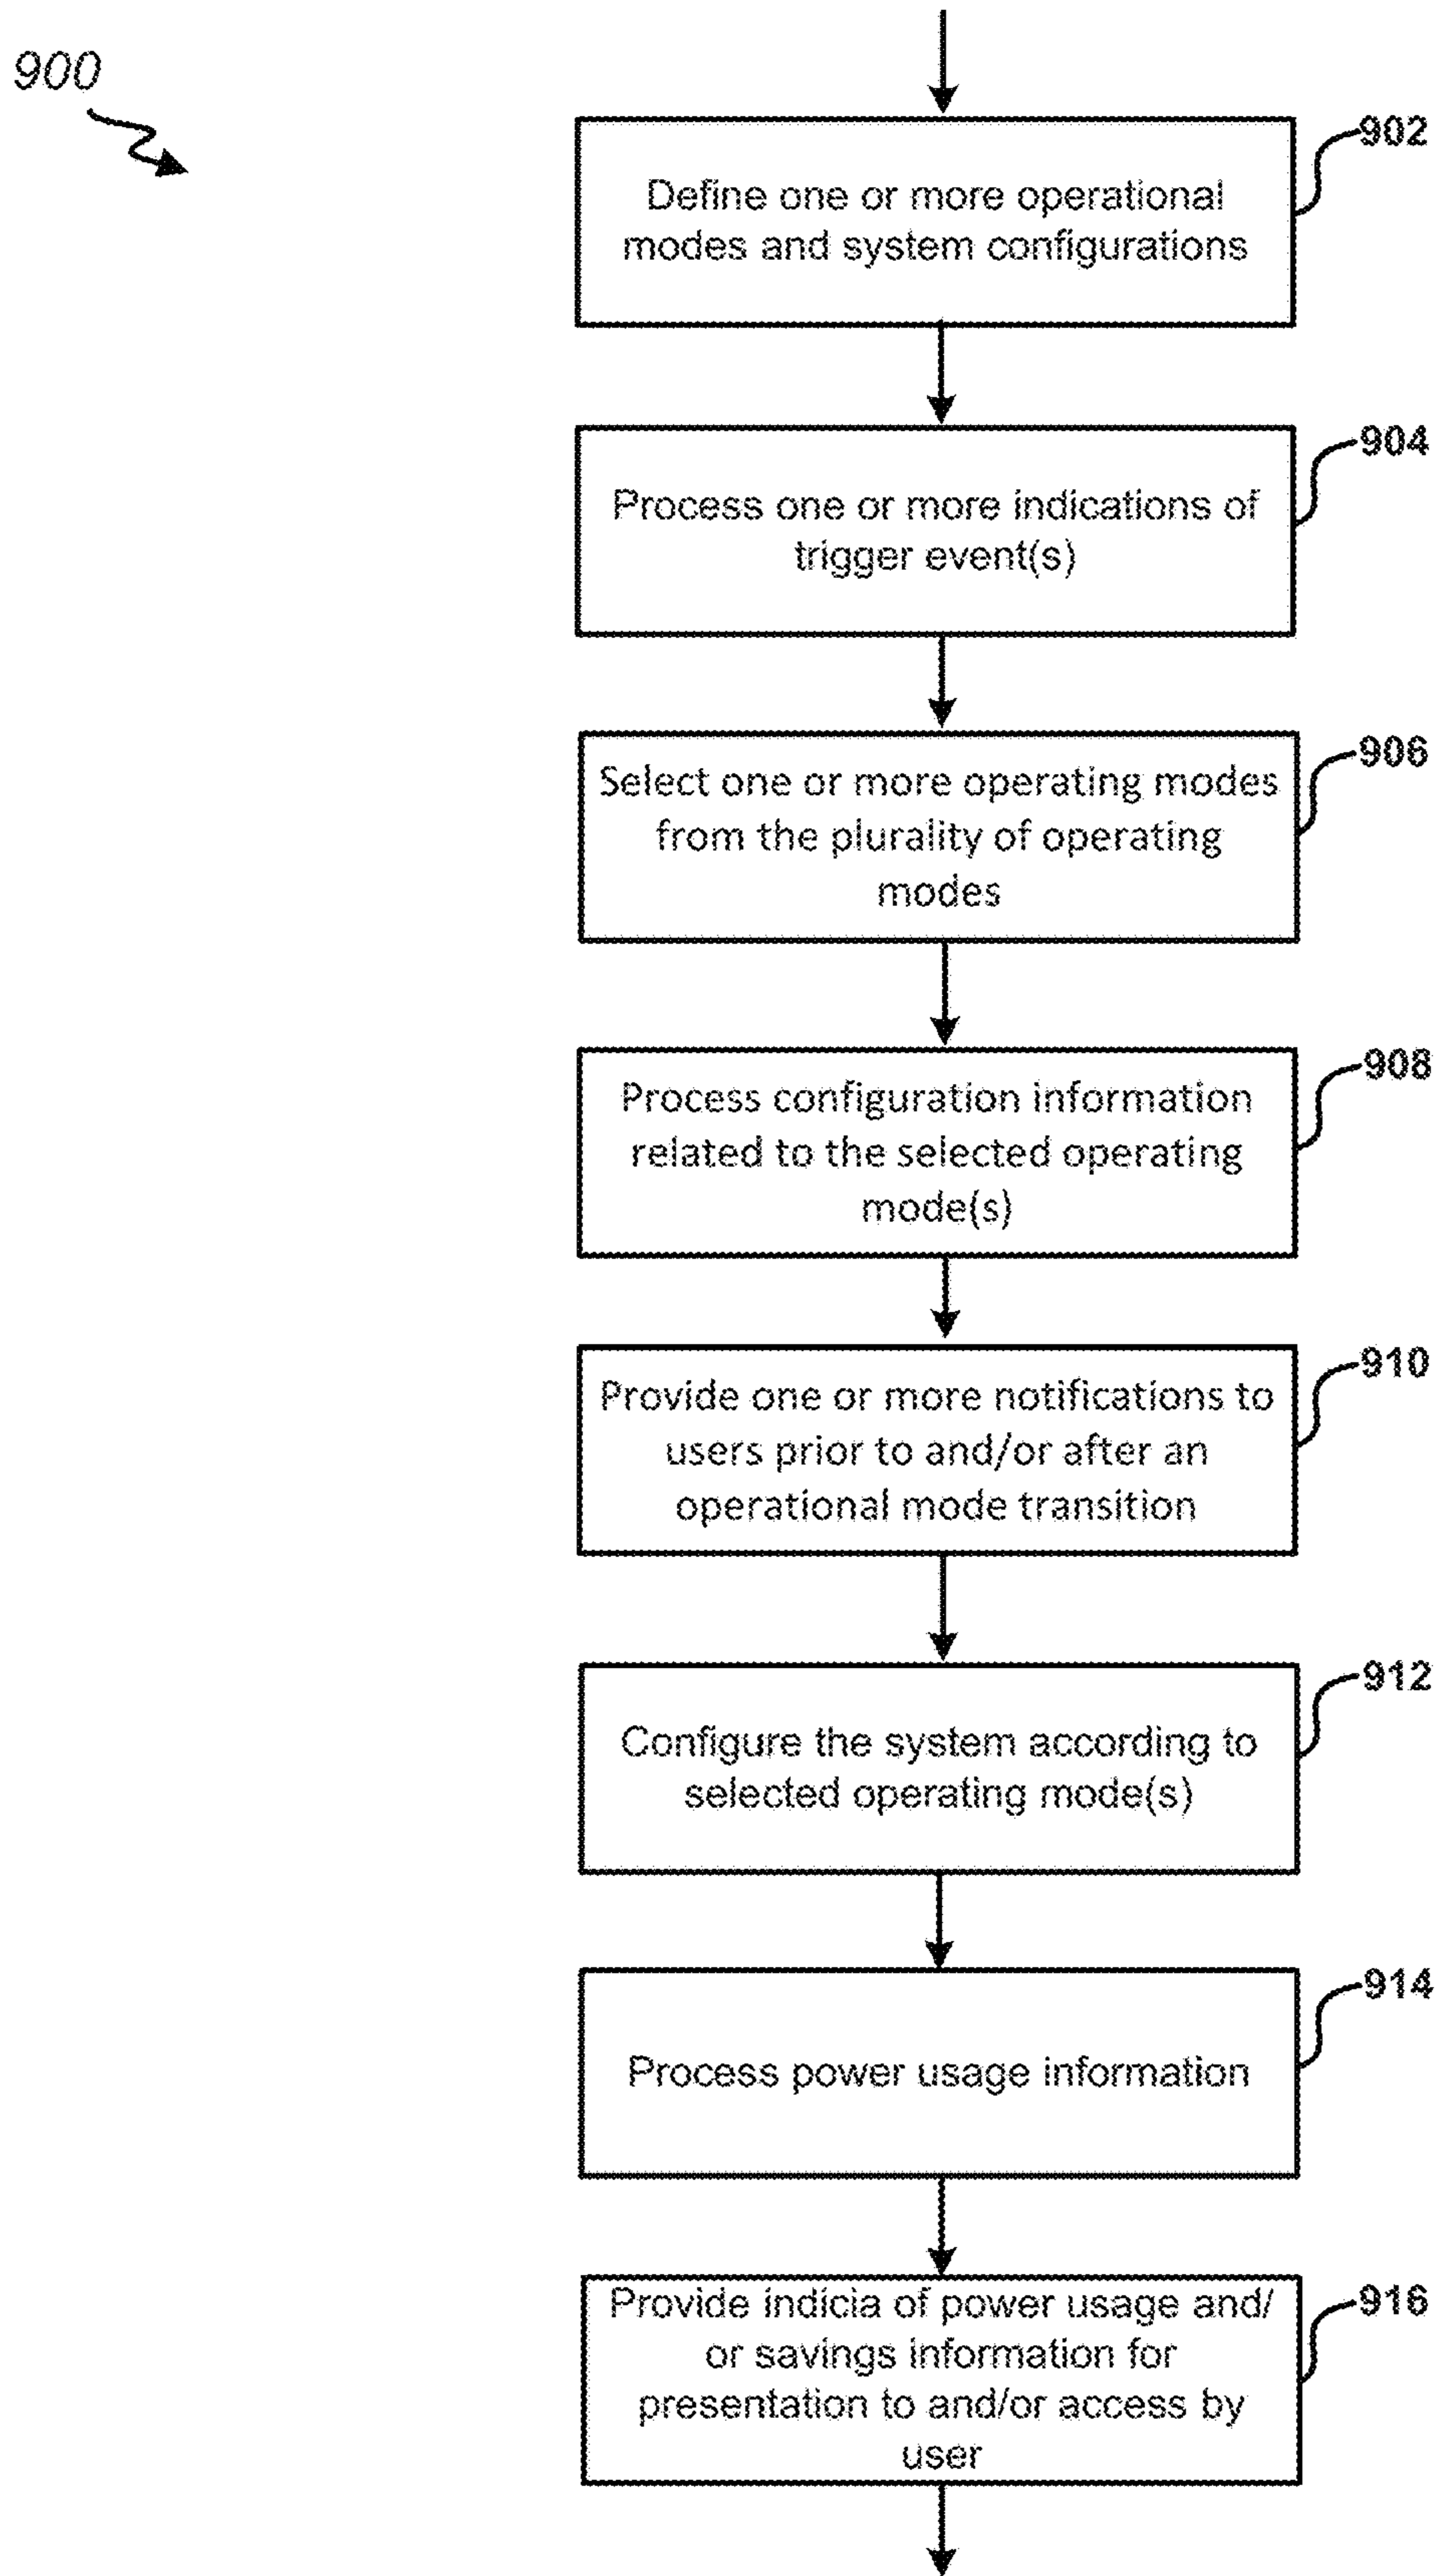 900
902
Define one or more operational
modes and system configurations
904
Process one or more indications of
trigger event(s)
906
Select one or more operating modes
from the plurality of operating
modes
908
Process configuration information
related to the selected operating
mode(s)
910
Provide one or more notifications to
users prior to and/or after an
operational mode transition
912
Configure the system according to
selected operating mode(s)
914
Process power usage information
916
Provide indicia of power usage and/
or savings information for
presentation to and/or access by
user